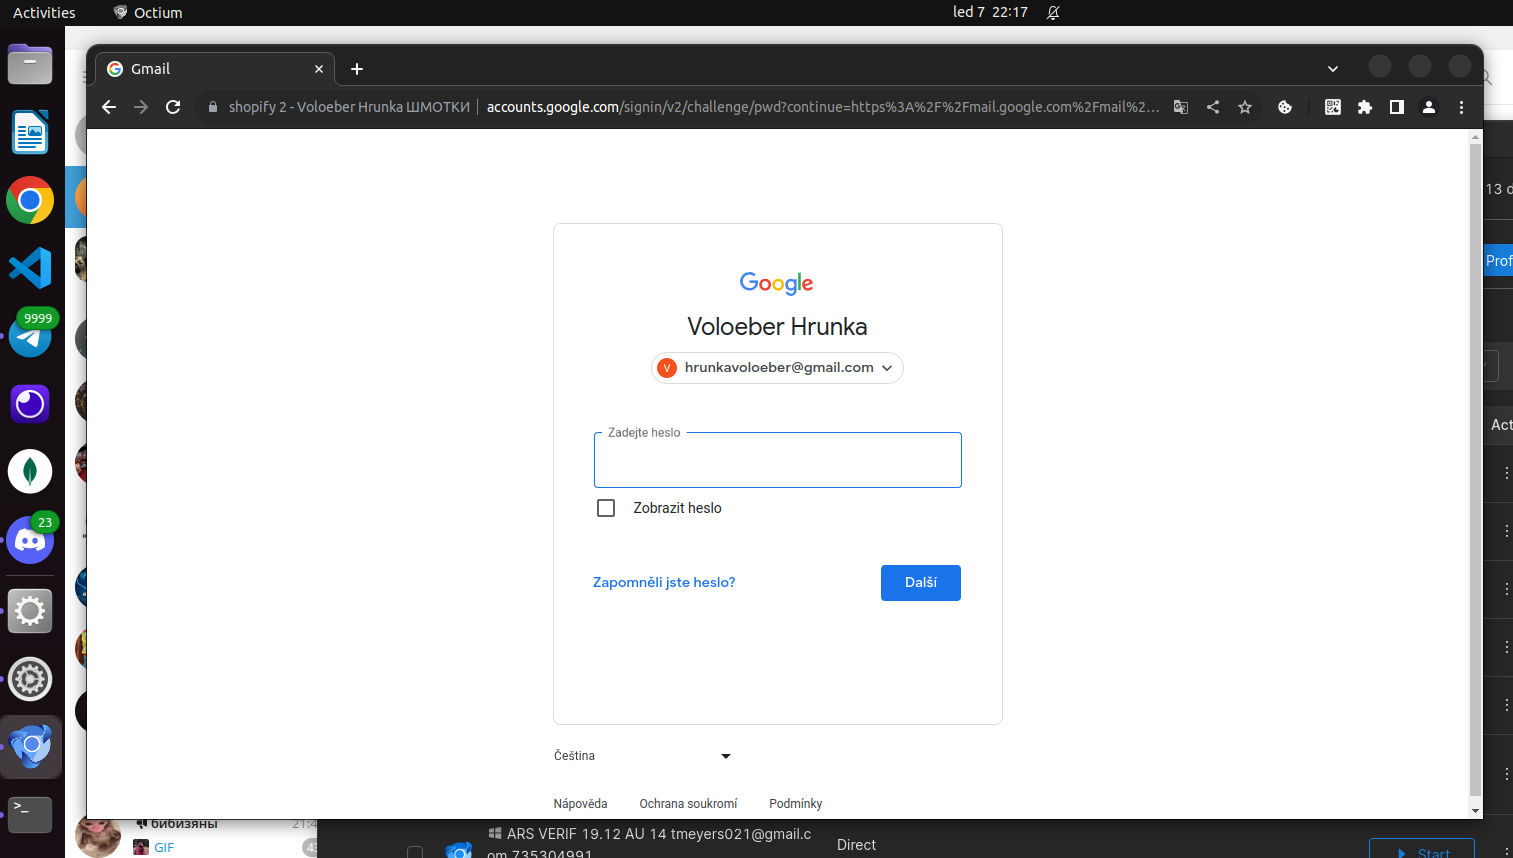 Activities
Octium
led 7 22:17
Gmail
shopify 2 - Voloeber Hrunka ШМОТКИ
accounts.google.com/signin/v2/challenge/pwd?continue=https%3A%2F%2Fmail.google.com%2Fmail%2...
13 d
Google
Prof
Voloeber Hrunka
9999
V hrunkavoloeber@gmail.com
Zadejte heslo
Act
Zobrazit heslo
23
Zapomněli jste heslo?
Další
Čeština
Nápověda
Ochrana soukromí
Podmínky
>_
бибизяны
21:4
GIF
43
ARS VERIF 19.12 AU 14 tmeyers021@gmail.c
om 735304991
Direct
Start